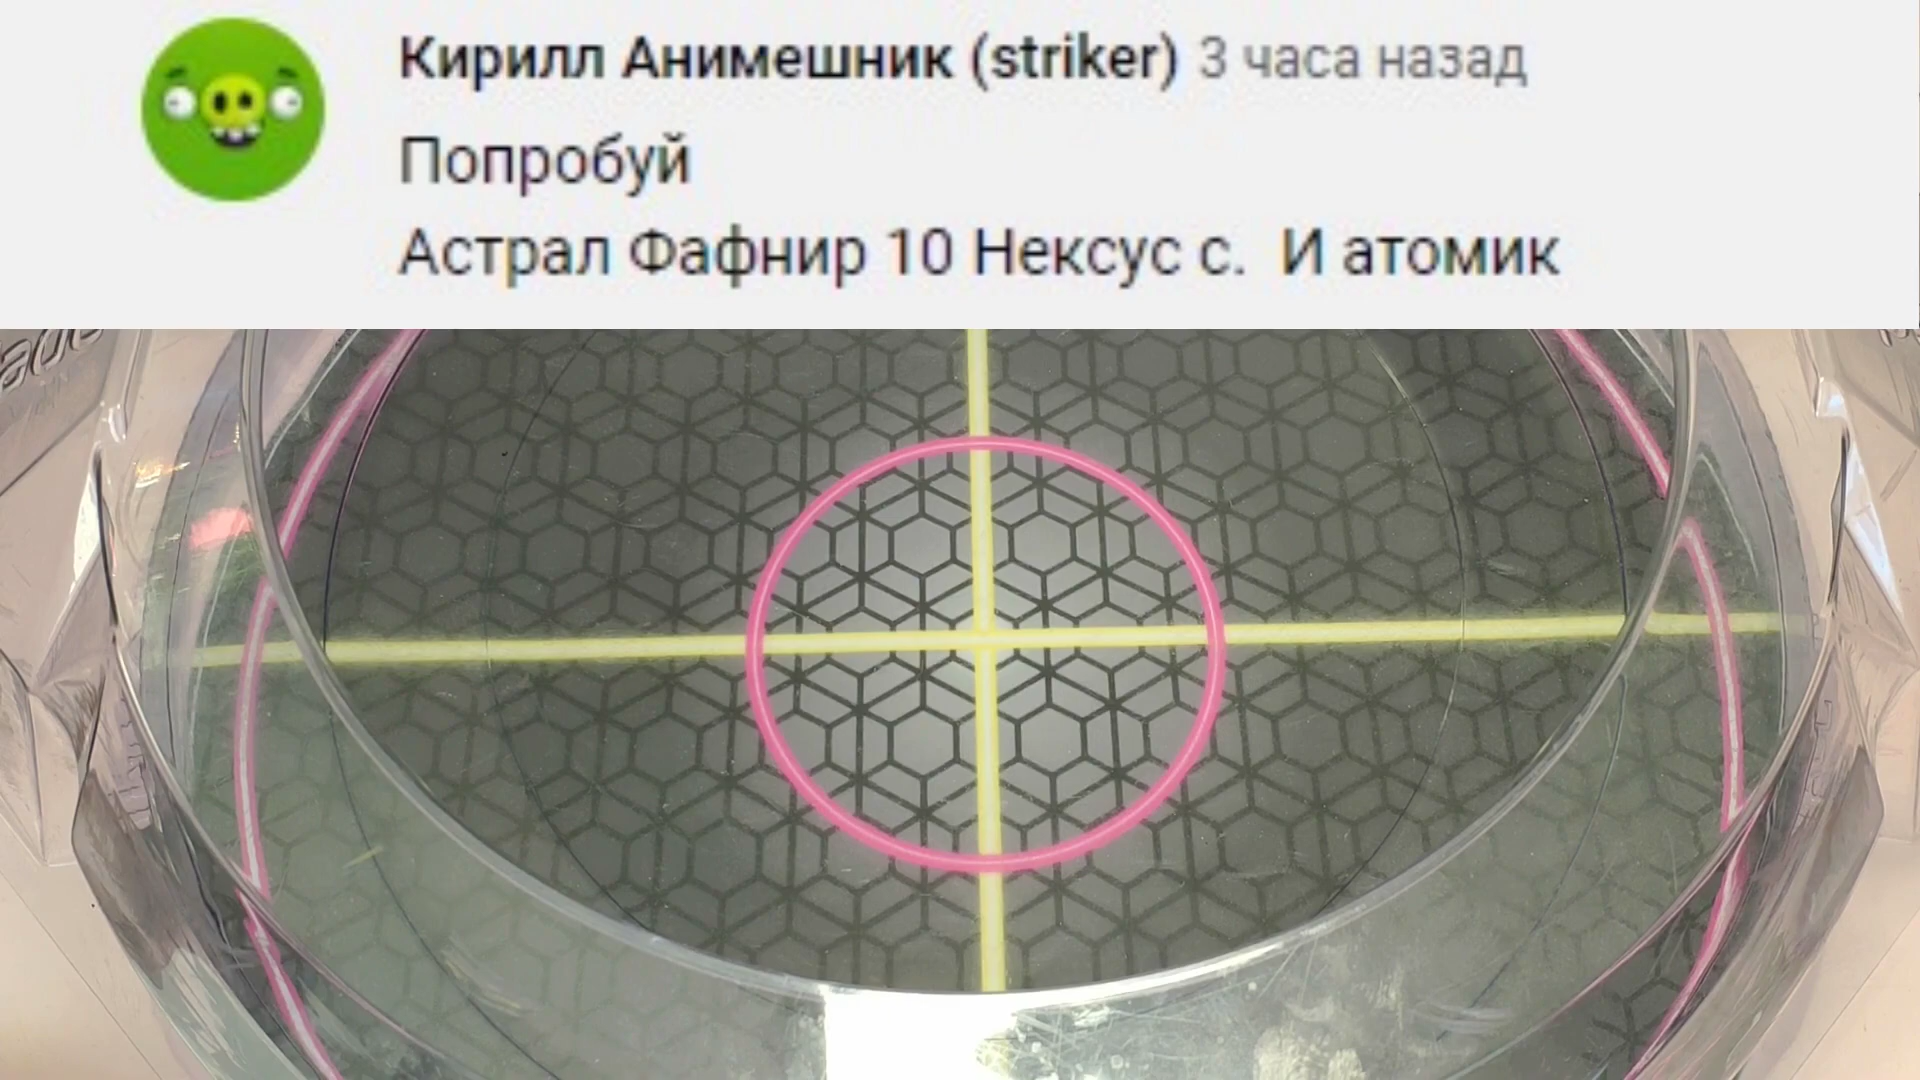 Кирилл Анимешник (striker) 3 часа назад
Попробуй
Астрал Фафнир 10 Нексус с. И атомик